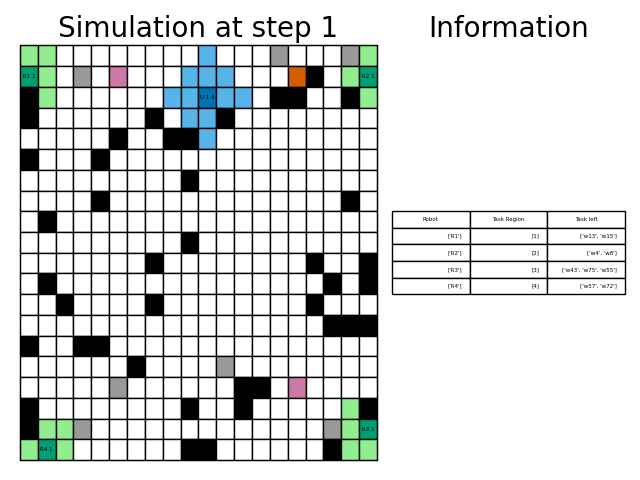 Simulation at step 1
Information
R1 1
R2 1
U 1,4
Robot Task Region Task left
['R1'] [1] ['w13', 'w15']
['R2'] [2] ['w4', 'w8']
['R3'] [3] ['w43', 'w75', 'w55']
['R4'] [4] ['w57', 'w72']
R3 1
R4 1